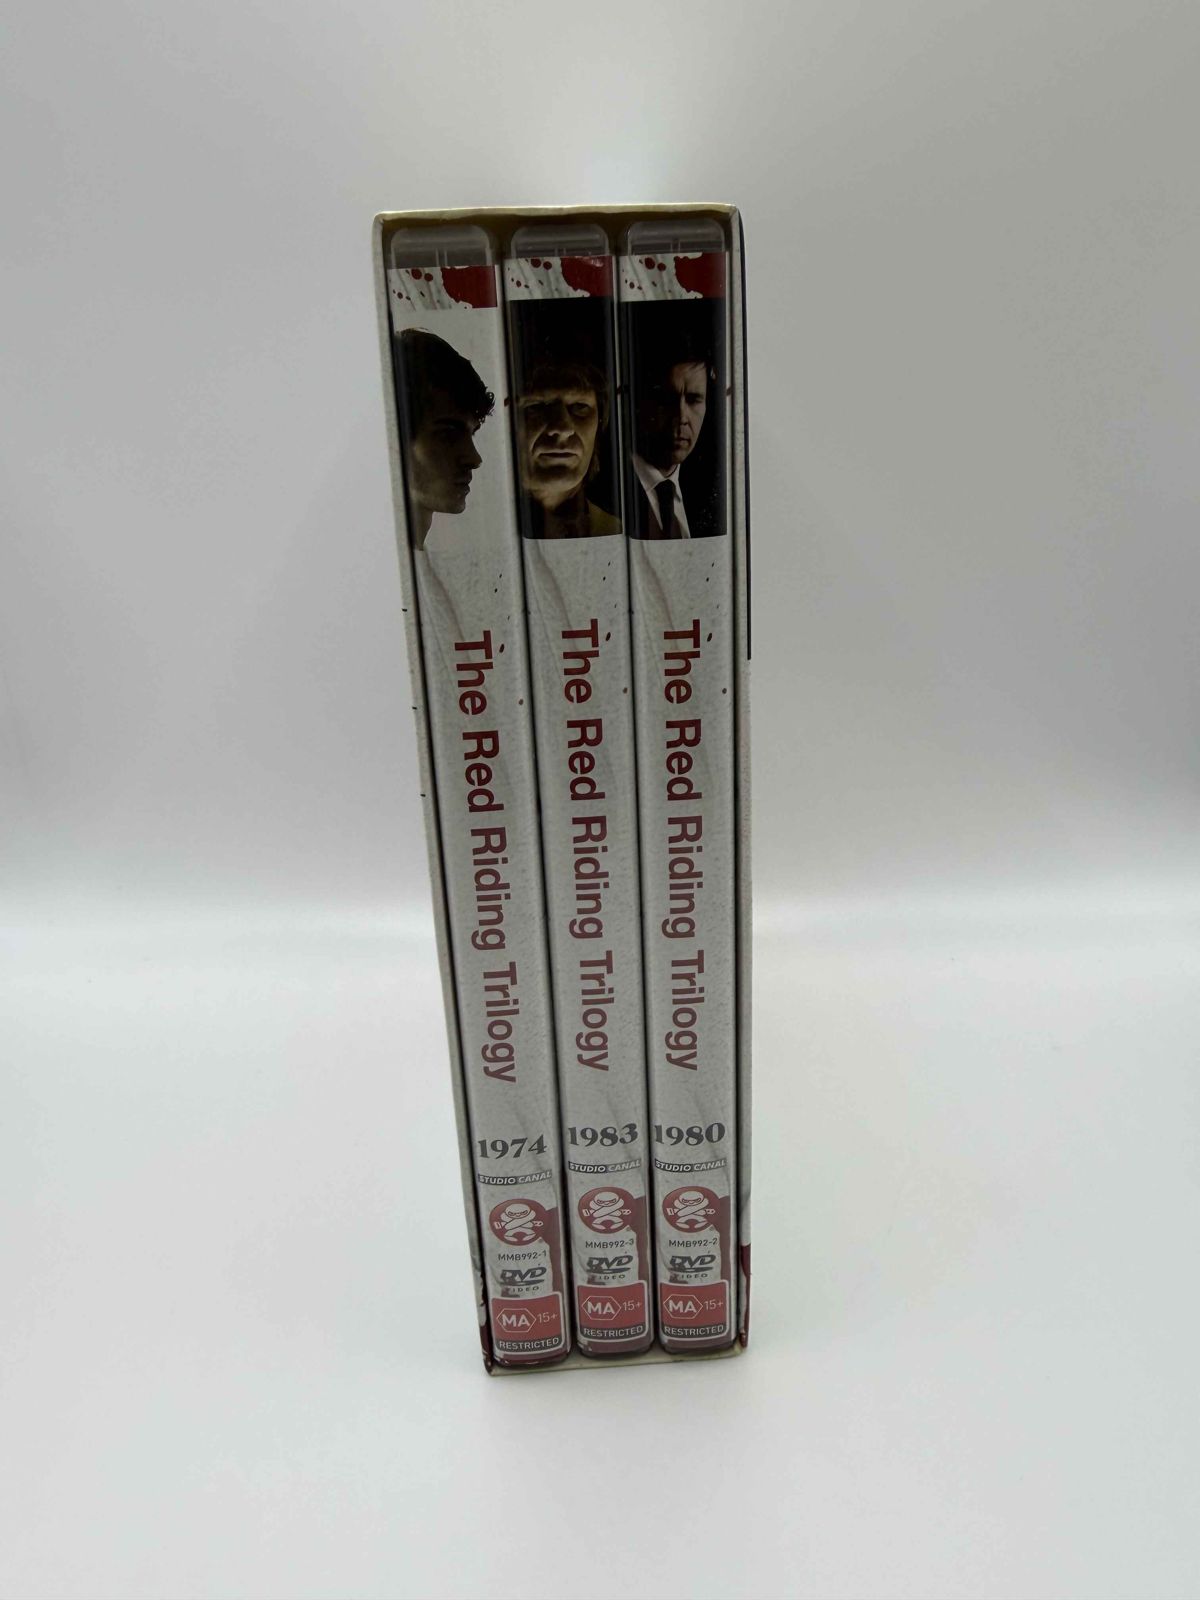 The Red Riding Trilogy
1974
STUDIO CANAL
MMB992-1
DVD
VIDEO
MA 15+
RESTRICTED
The Red Riding Trilogy
1983
STUDIO CANAL
MMB992-3
DVD
VIDEO
MA 15+
RESTRICTED
The Red Riding Trilogy
1980
STUDIO CANAL
MMB992-2
DVD
VIDEO
MA 15+
RESTRICTED